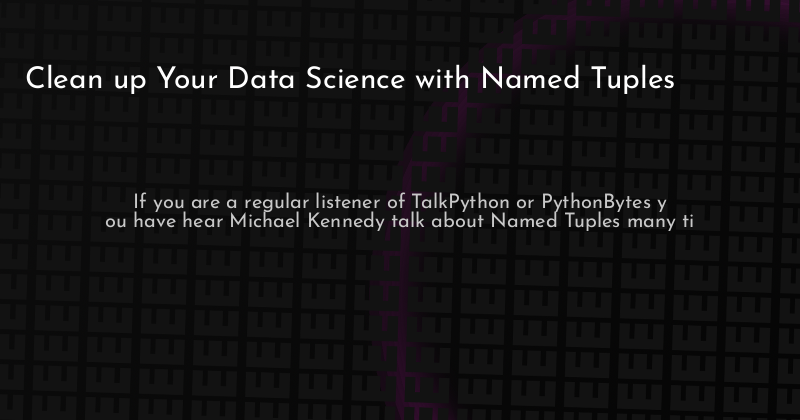 Clean up Your Data Science with Named Tuples
If you are a regular listener of TalkPython or PythonBytes y
ou have hear Michael Kennedy talk about Named Tuples many ti